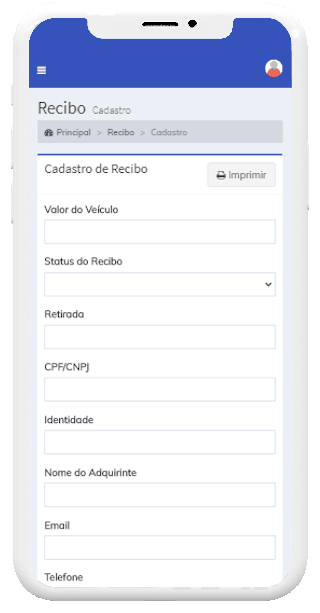 Recibo Cadastro
Principal > Recibo > Cadastro
Cadastro de Recibo
Imprimir
Valor do Veículo
Status do Recibo
Retirada
CPF/CNPJ
Identidade
Nome do Adquirinte
Email
Telefone